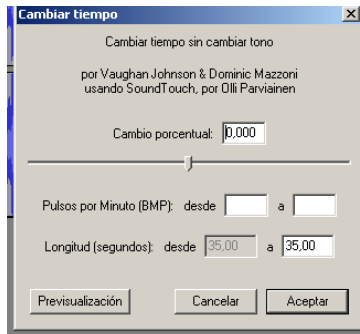 Cambiar tiempo
Cambiar tiempo sin cambiar tono
por Vaughan Johnson & Dominic Mazzoni
usando SoundTouch, por Olli Parviainen
Cambio porcentual: 0,000
Pulsos por Minuto (BMP): desde a
Longitud (segundos): desde 35,00 a 35,00
Previsualización Cancelar Aceptar